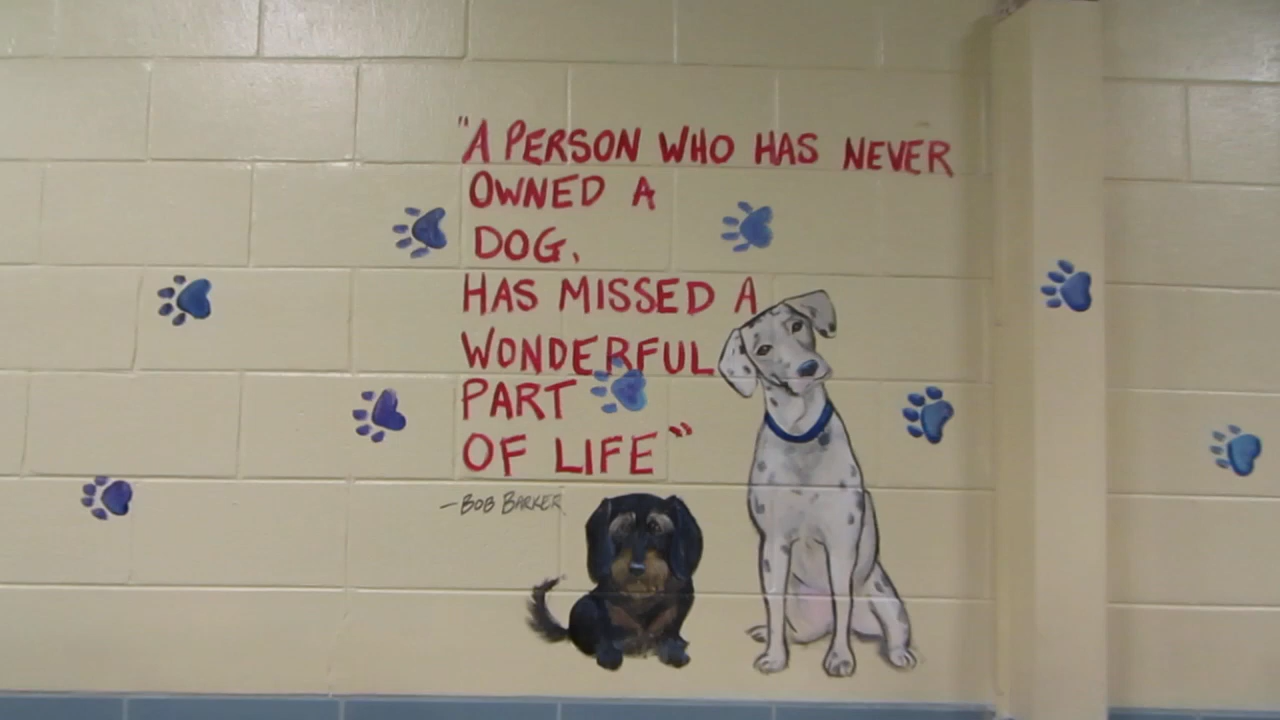 "A PERSON WHO HAS NEVER
OWNED A
DOG,
HAS MISSED A
WONDERFUL
PART
OF LIFE"
—BOB BARKER